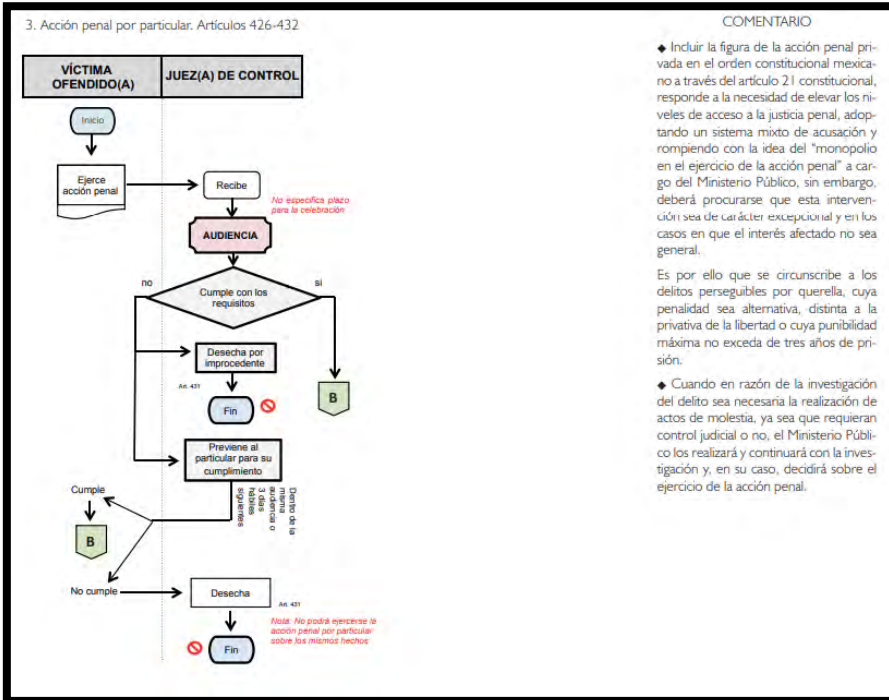 3. Acción penal por particular. Artículos 426-432
VÍCTIMA
OFENDIDO(A)
JUEZ(A) DE CONTROL
Inicio
Ejerce
acción penal
Recibe
No especifica plazo
para la celebración
AUDIENCIA
no
si
Cumple con los
requisitos
Desecha por
improcedente
Art. 431
Fin
B
Previene al
particular para su
cumplimiento
Dentro de la
misma
audiencia o
3 días
hábiles
siguientes
Cumple
B
No cumple
Desecha
Art. 431
Nota: No podrá ejercerse la
acción penal por particular
sobre los mismos hechos
Fin
COMENTARIO
◆ Incluir la figura de la acción penal pri-
vada en el orden constitucional mexica-
no a través del artículo 21 constitucional,
responde a la necesidad de elevar los ni-
veles de acceso a la justicia penal, adop-
tando un sistema mixto de acusación y
rompiendo con la idea del "monopolio
en el ejercicio de la acción penal" a car-
go del Ministerio Público, sin embargo,
deberá procurarse que esta interven-
ción sea de carácter excepcional y en los
casos en que el interés afectado no sea
general.
Es por ello que se circunscribe a los
delitos perseguibles por querella, cuya
penalidad sea alternativa, distinta a la
privativa de la libertad o cuya punibilidad
máxima no exceda de tres años de pri-
sión.
◆ Cuando en razón de la investigación
del delito sea necesaria la realización de
actos de molestia, ya sea que requieran
control judicial o no, el Ministerio Públi-
co los realizará y continuará con la inves-
tigación y, en su caso, decidirá sobre el
ejercicio de la acción penal.